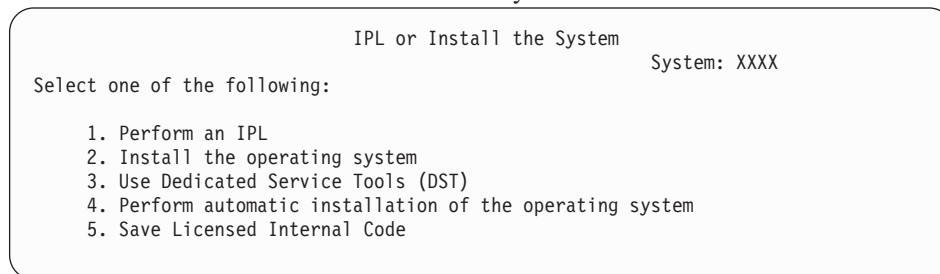 IPL or Install the System
System: XXXX
Select one of the following:
1. Perform an IPL
2. Install the operating system
3. Use Dedicated Service Tools (DST)
4. Perform automatic installation of the operating system
5. Save Licensed Internal Code